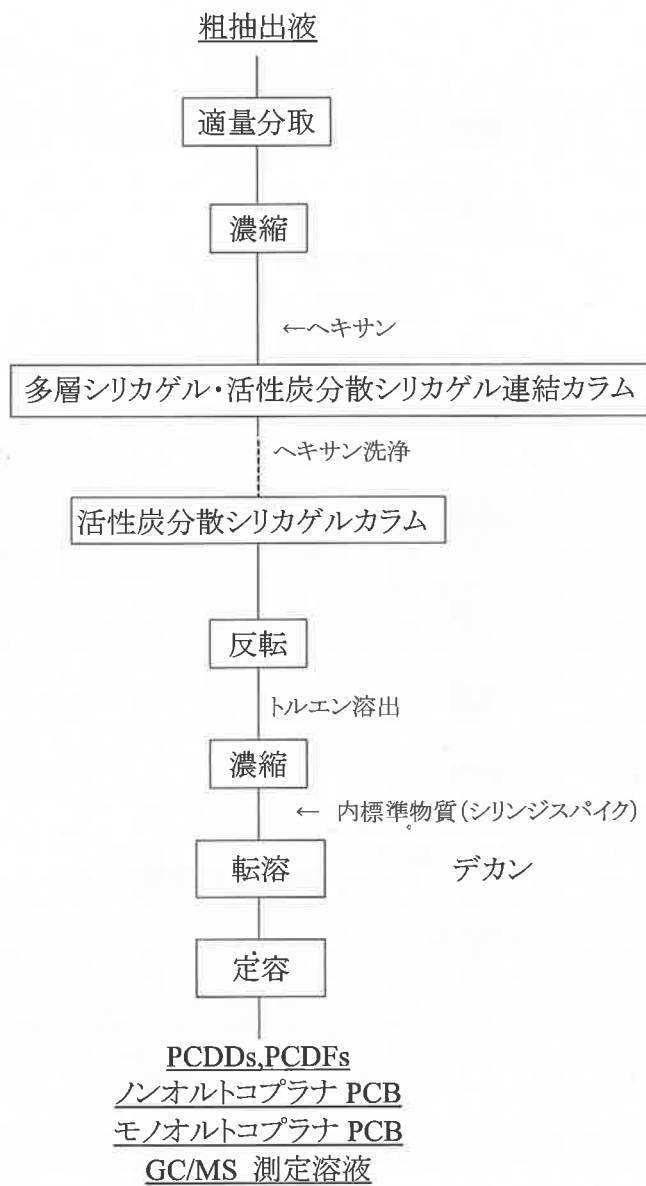 粗抽出液
適量分取
濃縮
←ヘキサン
多層シリカゲル・活性炭分散シリカゲル連結カラム
ヘキサン洗浄
活性炭分散シリカゲルカラム
反転
トルエン溶出
濃縮
← 内標準物質(シリンジスパイク)
転溶 デカン
定容
PCDDs,PCDFs
ノンオルトコプラナ PCB
モノオルトコプラナ PCB
GC/MS 測定溶液